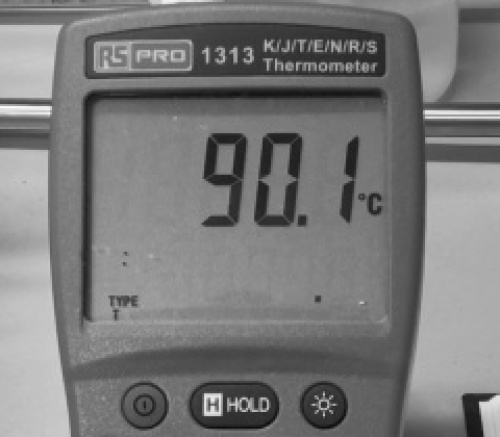 RS PRO 1313 K/J/T/E/N/R/S
Thermometer
90.1 °C
:
TYPE
T
H HOLD